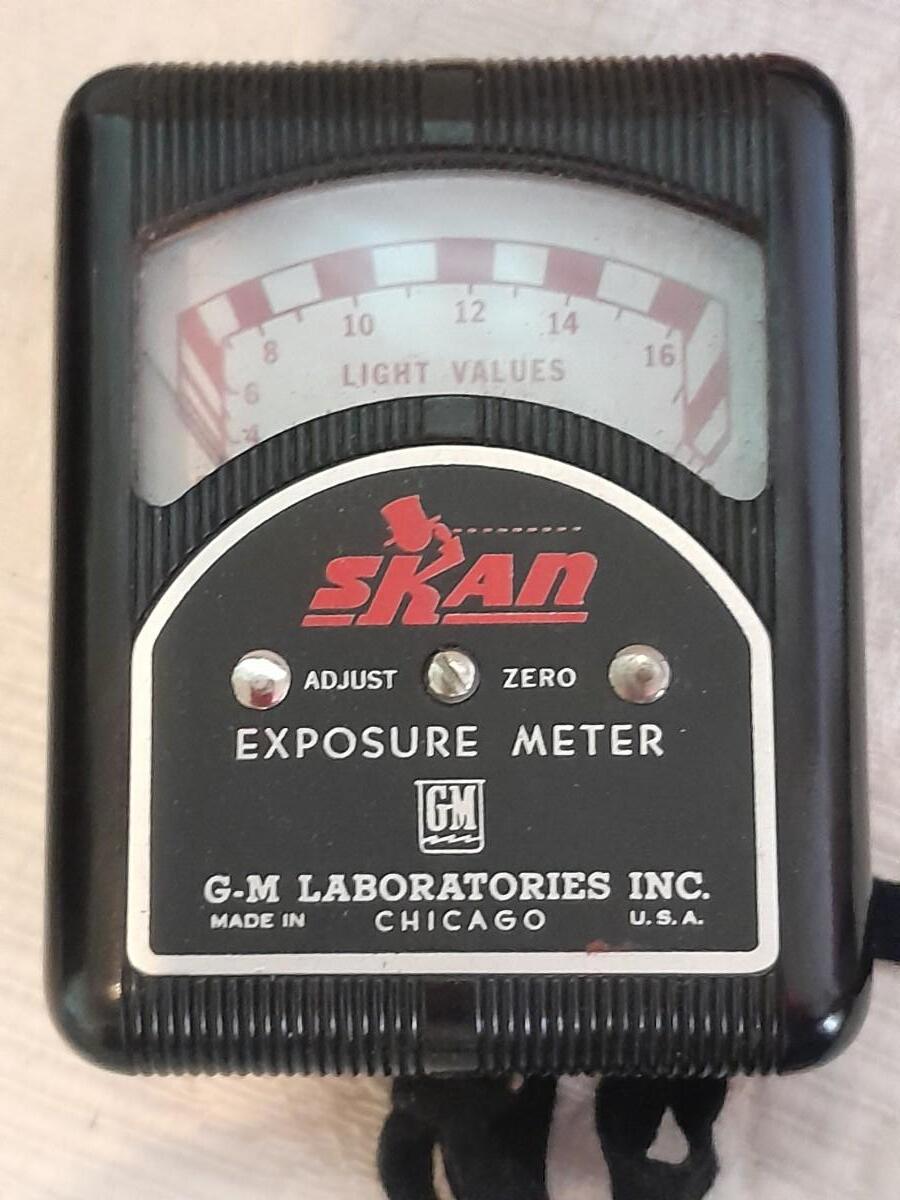 4 6 8 10 12 14 16
LIGHT VALUES
SKAN
ADJUST ZERO
EXPOSURE METER
GM
G-M LABORATORIES INC.
MADE IN CHICAGO U.S.A.